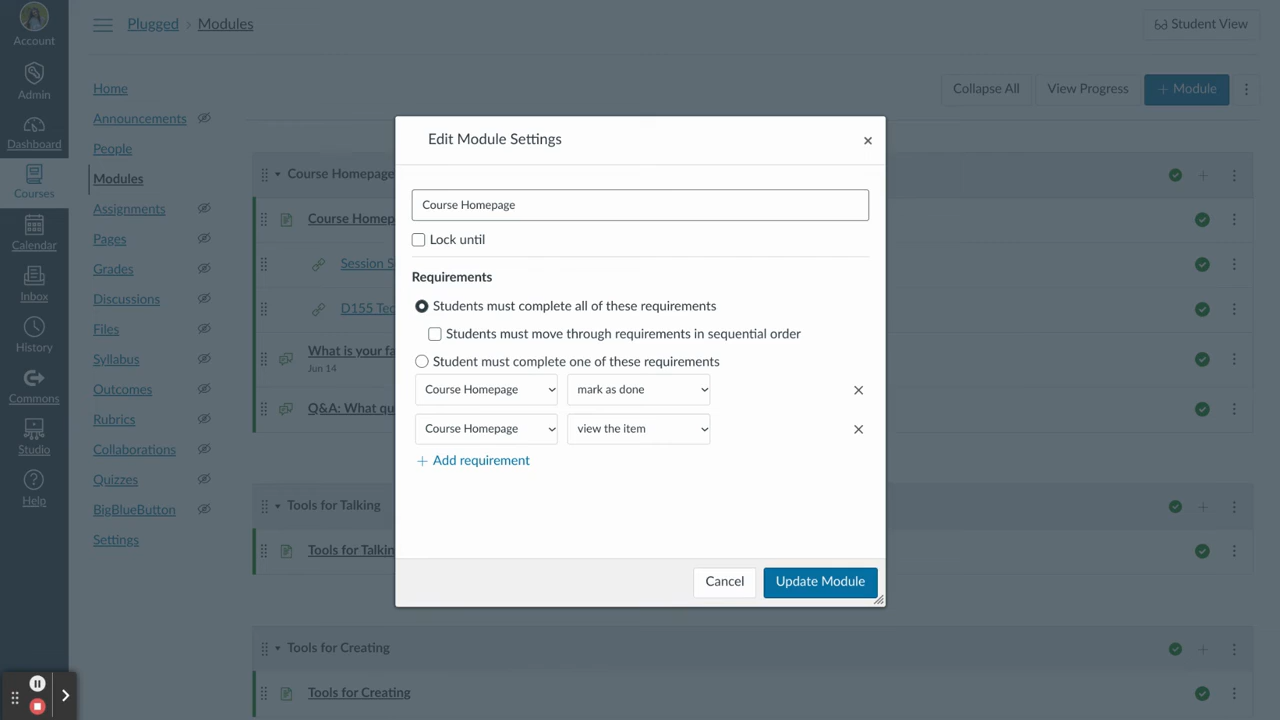 Account
Admin
Dashboard
Courses
Calendar
Inbox
History
Commons
Studio
Help
Plugged › Modules
Student View
Home
Announcements
People
Modules
Assignments
Pages
Grades
Discussions
Files
Syllabus
Outcomes
Rubrics
Collaborations
Quizzes
BigBlueButton
Settings
Collapse All
View Progress
+ Module
Course Homepage
Course Homep
Session S
D155 Tec
What is your fa
Jun 14
Q&A: What qu
Tools for Talking
Tools for Talkin
Tools for Creating
Tools for Creating
Edit Module Settings
Course Homepage
Lock until
Requirements
Students must complete all of these requirements
Students must move through requirements in sequential order
Student must complete one of these requirements
Course Homepage mark as done
Course Homepage view the item
+ Add requirement
Cancel
Update Module